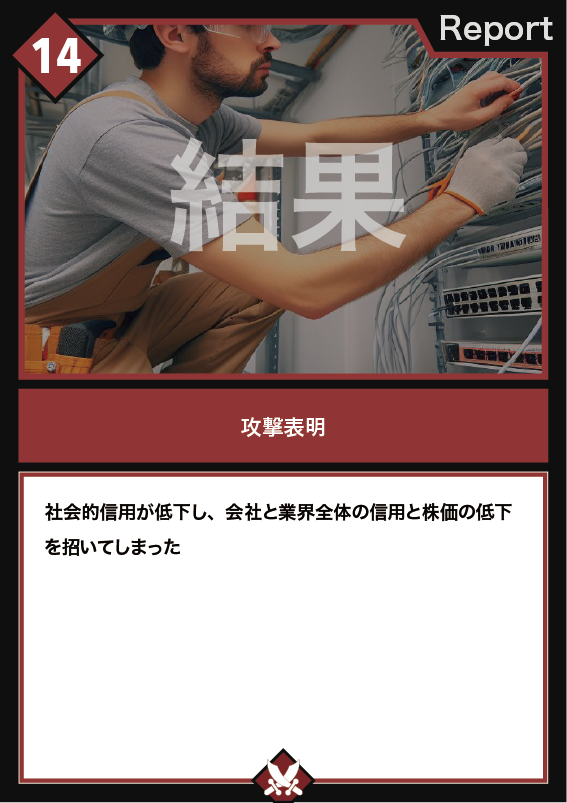 14
Report
結果
攻撃表明
社会的信用が低下し、会社と業界全体の信用と株価の低下
を招いてしまった